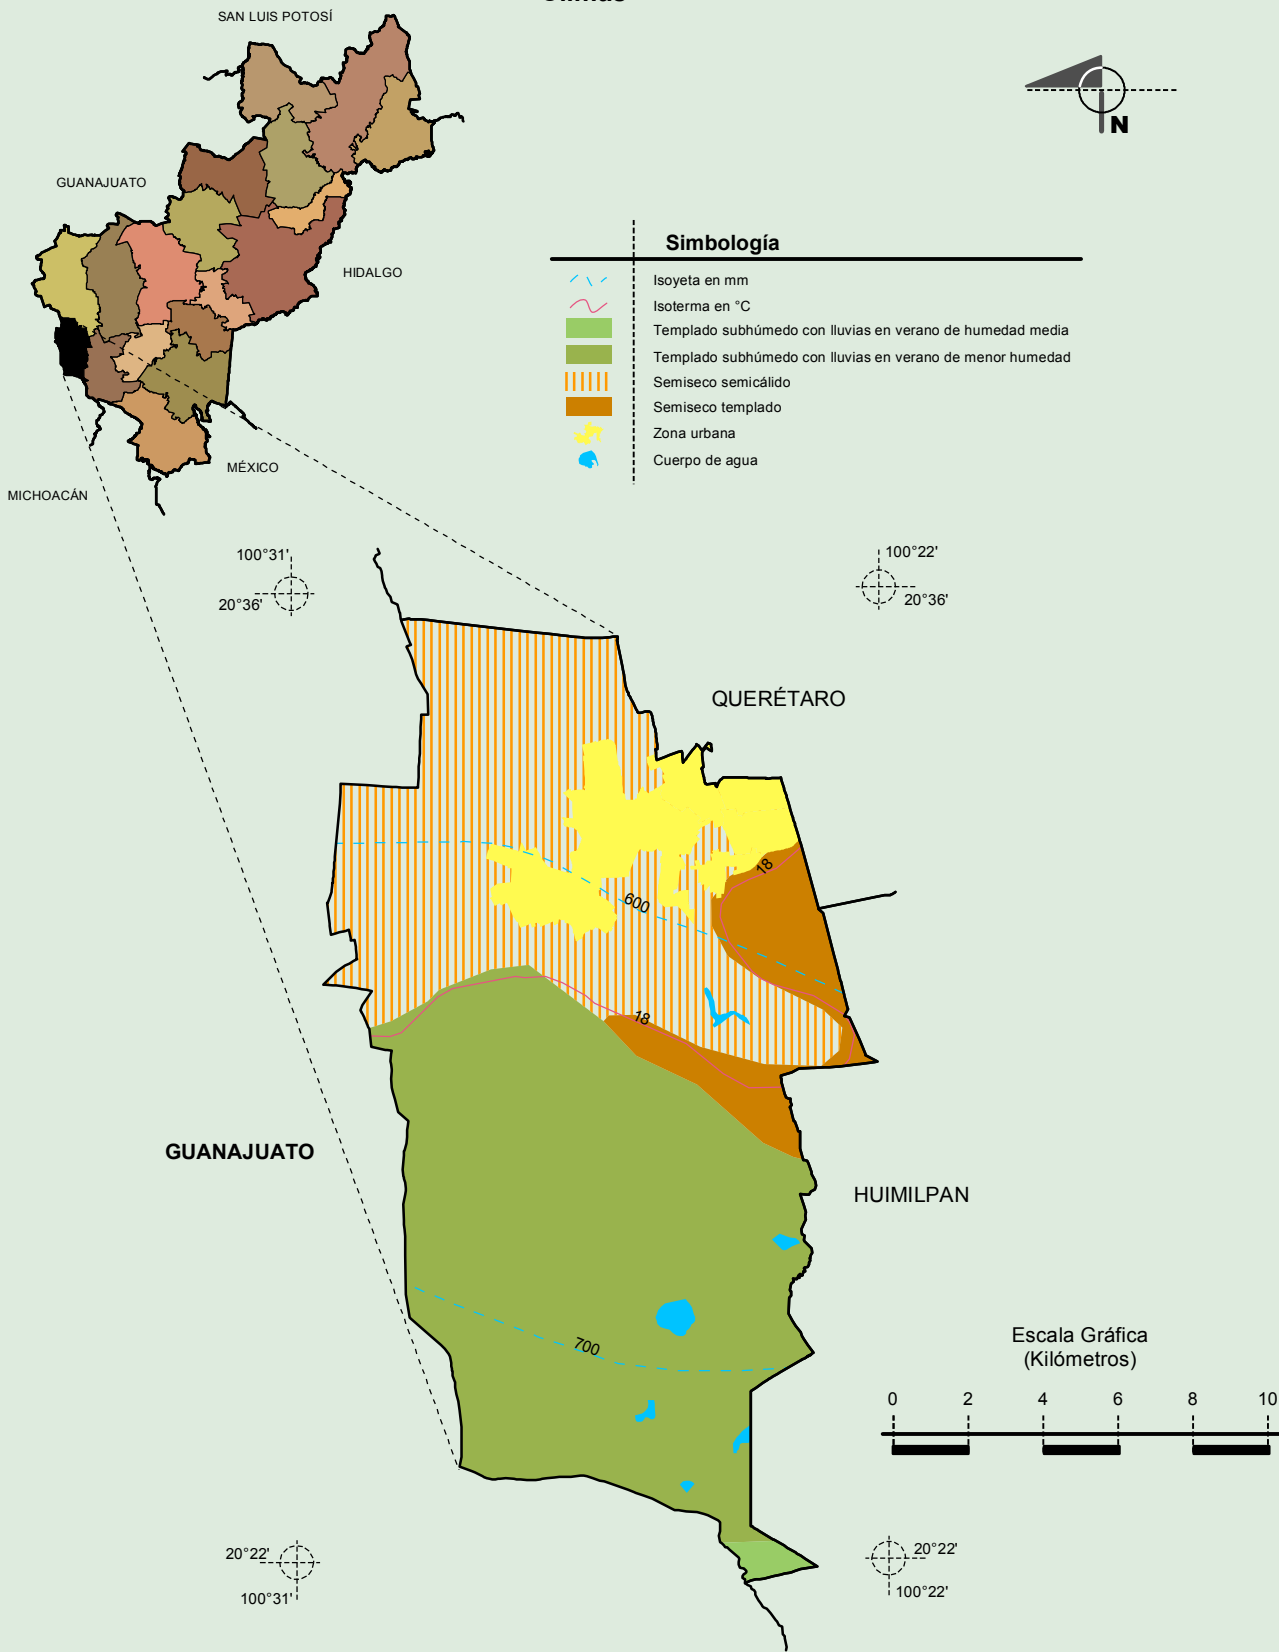 SAN LUIS POTOSÍ
N
GUANAJUATO
HIDALGO
MÉXICO
MICHOACÁN
Simbología
Isoyeta en mm
Isoterma en °C
Templado subhúmedo con lluvias en verano de humedad media
Templado subhúmedo con lluvias en verano de menor humedad
Semiseco semicálido
Semiseco templado
Zona urbana
Cuerpo de agua
100°31'
20°36'
100°22'
20°36'
QUERÉTARO
18
600
18
GUANAJUATO
HUIMILPAN
700
Escala Gráfica
(Kilómetros)
0 2 4 6 8 10
20°22'
100°31'
20°22'
100°22'